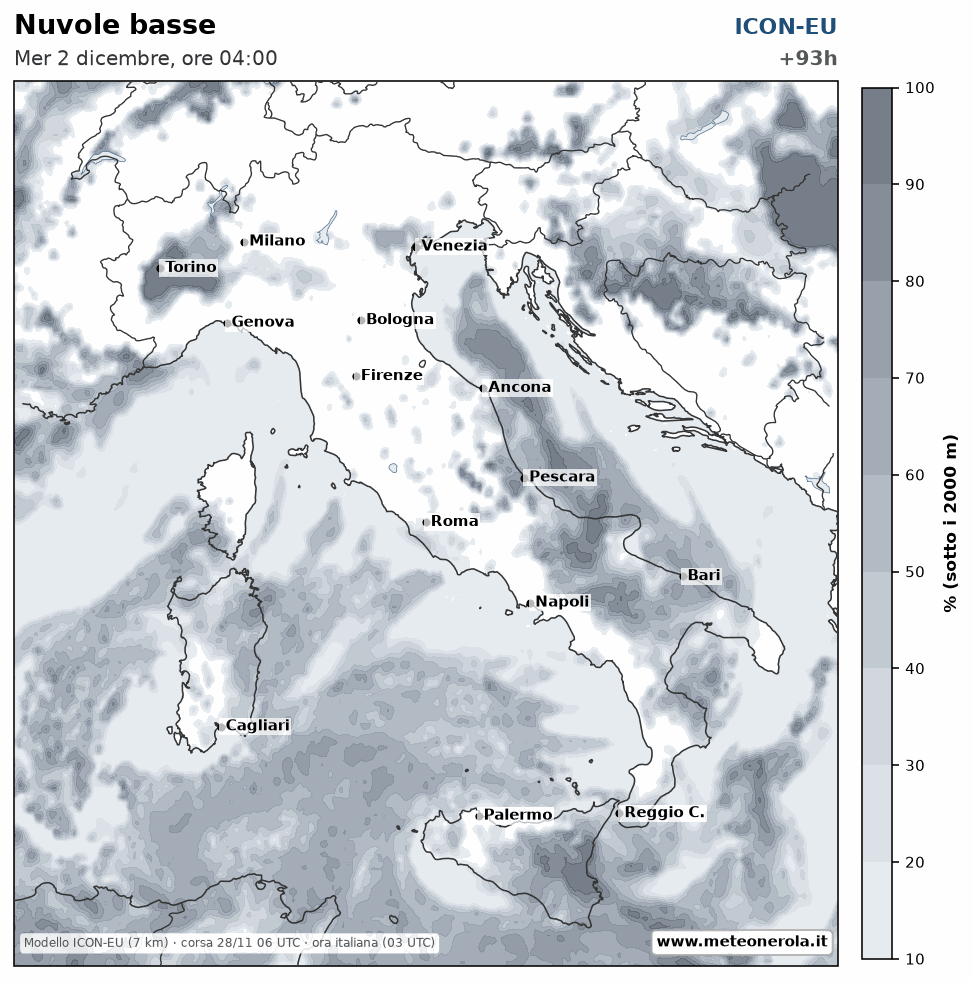 Nuvole basse
ICON-EU
Mer 2 dicembre, ore 04:00
+93h
Milano
Venezia
Torino
Genova
Bologna
Firenze
Ancona
Pescara
Roma
Bari
Napoli
Cagliari
Palermo
Reggio C.
Modello ICON-EU (7 km) · corsa 28/11 06 UTC · ora italiana (03 UTC)
www.meteonerola.it
100
90
80
70
60
50
40
30
20
10
% (sotto i 2000 m)